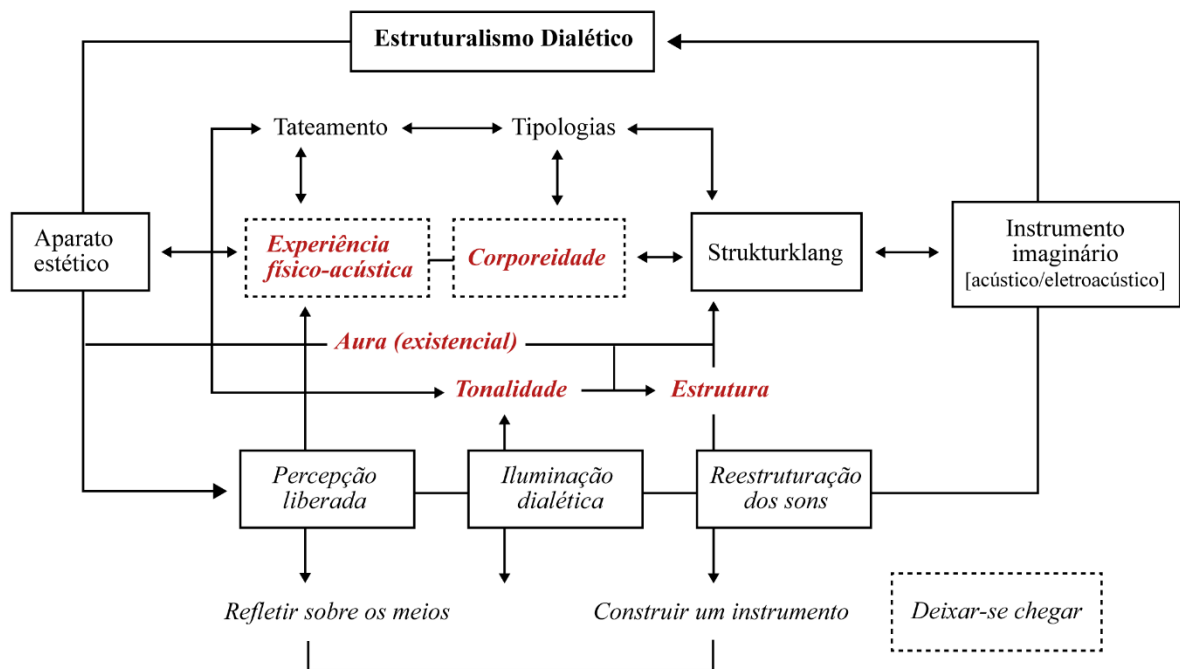 Estruturalismo Dialético
Tateamento
Tipologias
Aparato
estético
Experiência
físico-acústica
Corporeidade
Strukturklang
Instrumento
imaginário
[acústico/eletroacústico]
Aura (existencial)
Tonalidade
Estrutura
Percepção
liberada
Iluminação
dialética
Reestruturação
dos sons
Refletir sobre os meios
Construir um instrumento
Deixar-se chegar